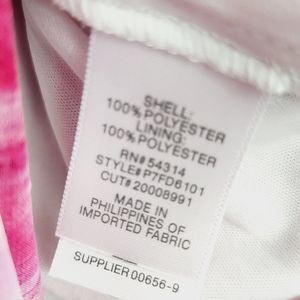 SHELL:
100% POLYESTER
LINING:
100% POLYESTER
RN# 54314
STYLE# P7FD6101
CUT# 20008991
MADE IN
PHILIPPINES OF
IMPORTED FABRIC
SUPPLIER 00656-9